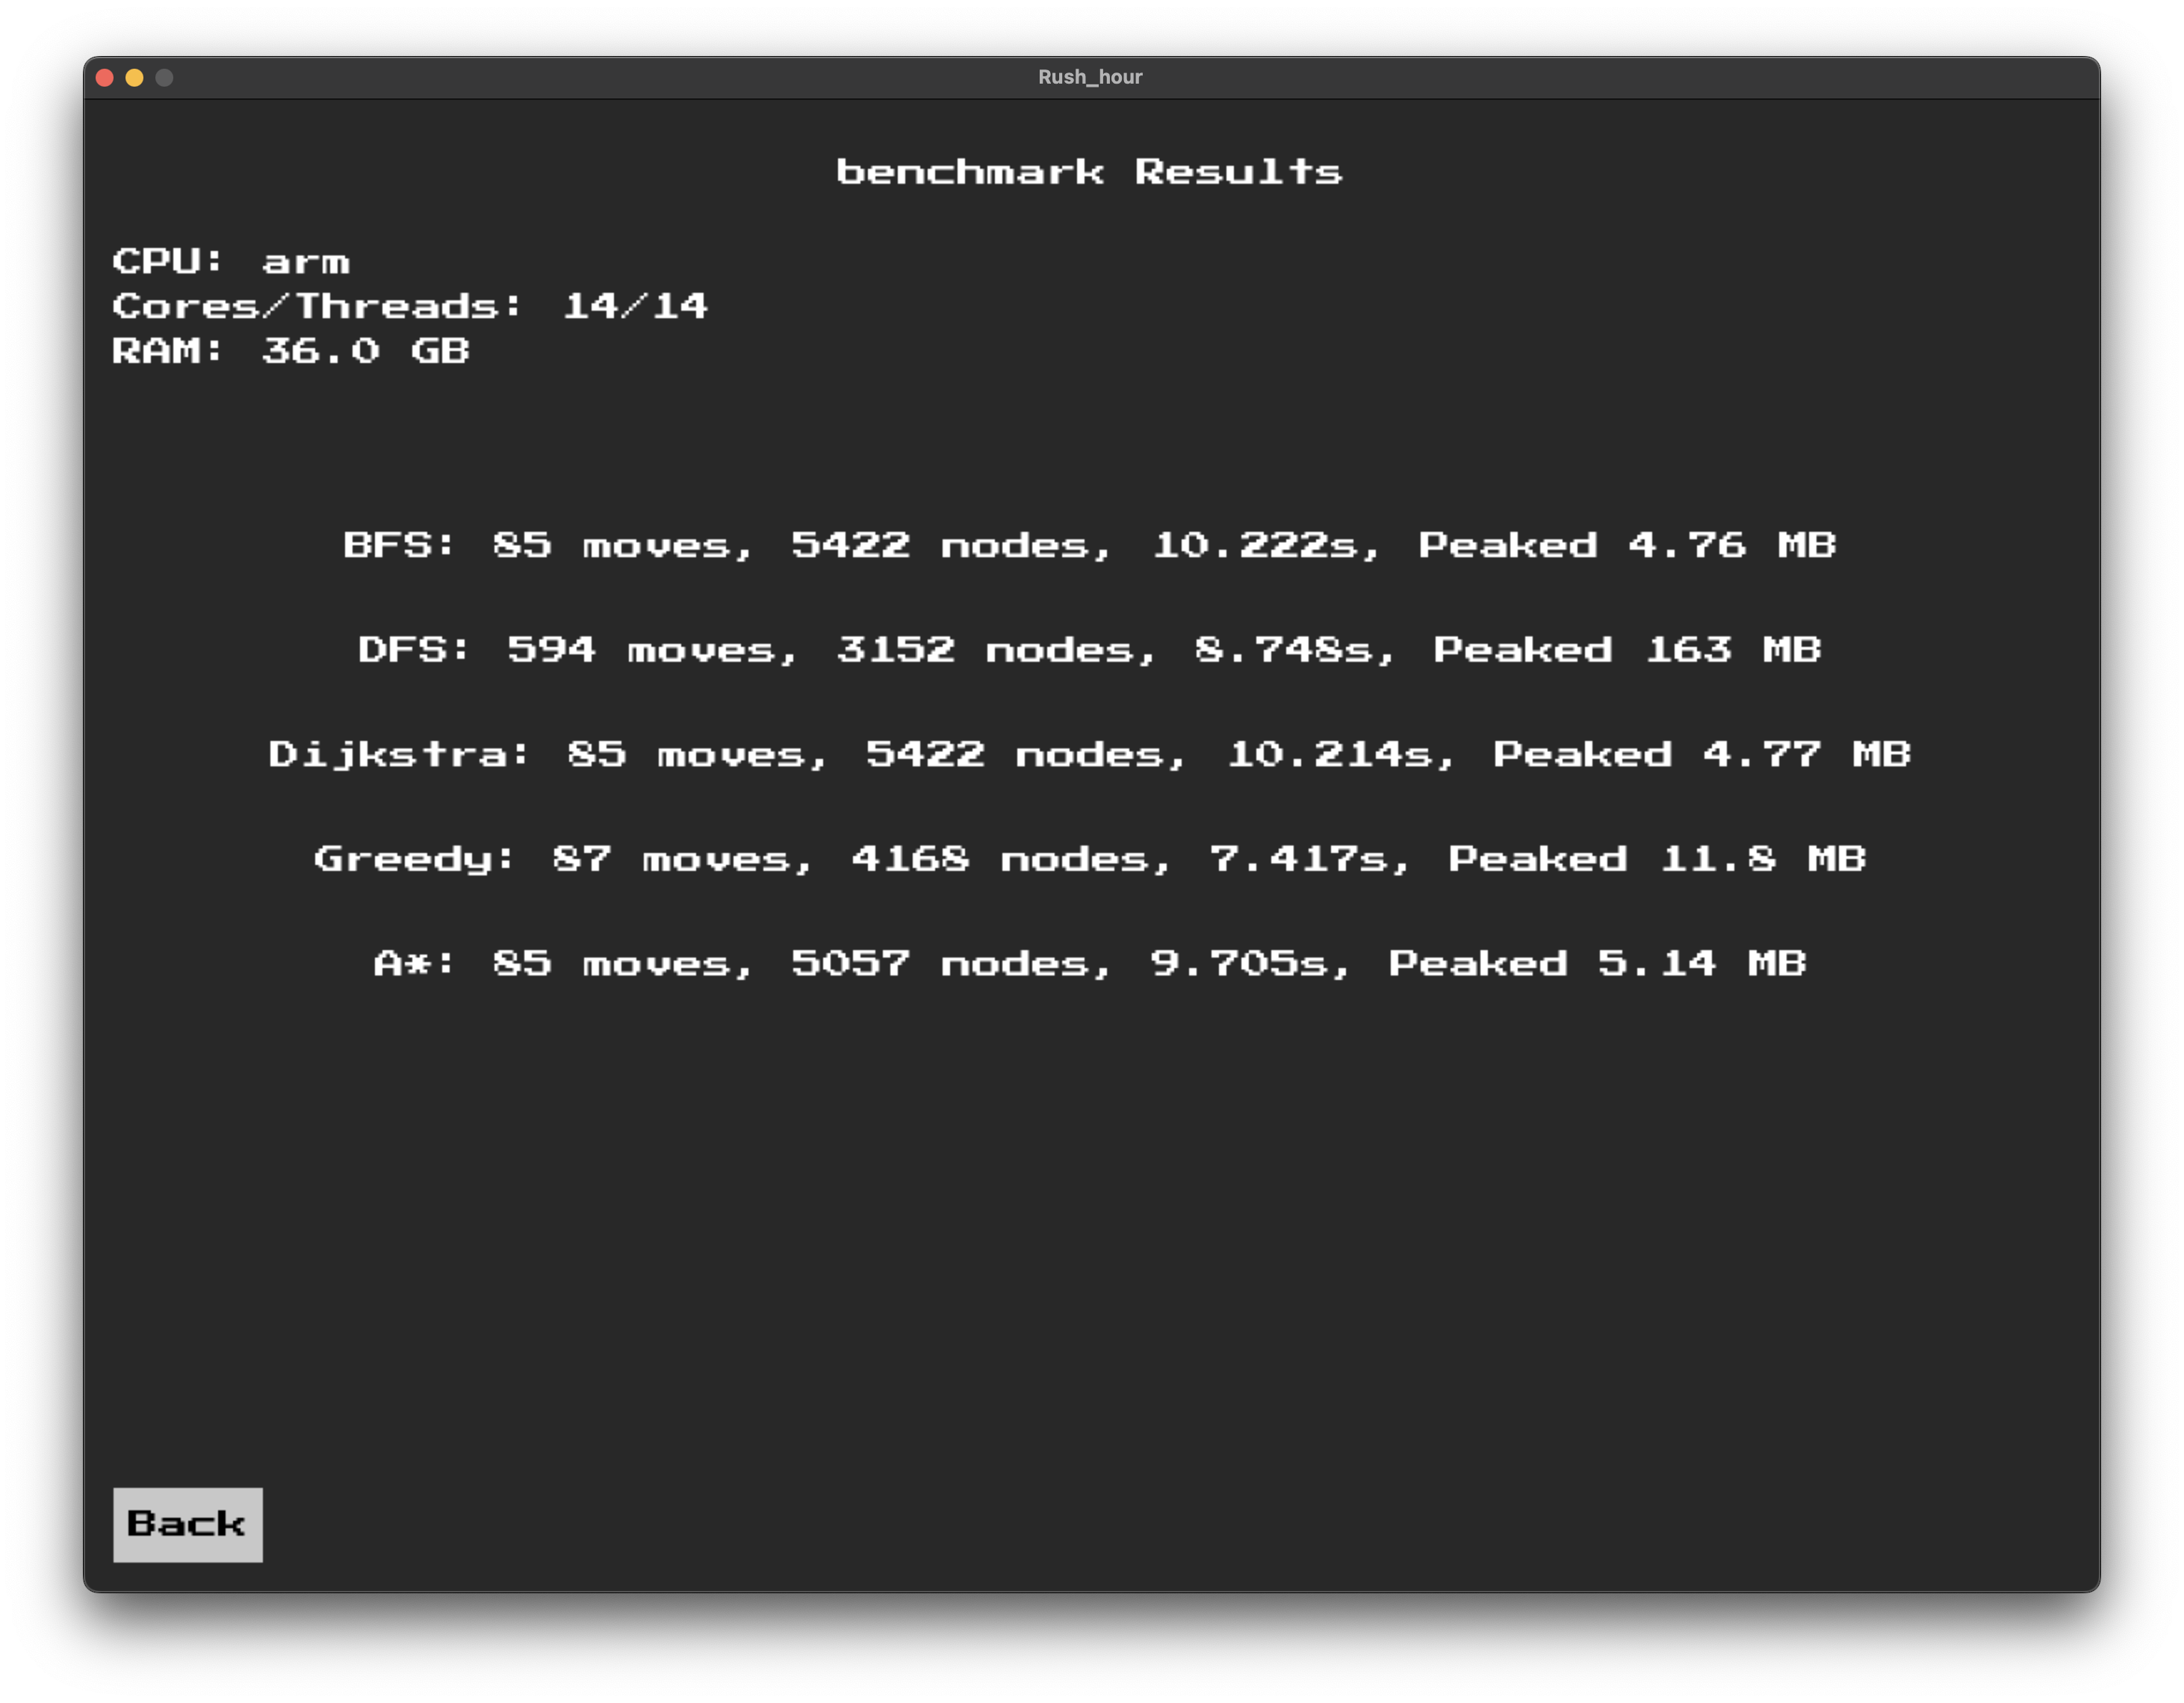 Rush_hour
benchmark Results
CPU: arm
Cores/Threads: 14/14
RAM: 36.0 GB
BFS: 85 moves, 5422 nodes, 10.222s, Peaked 4.76 MB
DFS: 594 moves, 3152 nodes, 8.748s, Peaked 163 MB
Dijkstra: 85 moves, 5422 nodes, 10.214s, Peaked 4.77 MB
Greedy: 87 moves, 4168 nodes, 7.417s, Peaked 11.8 MB
A*: 85 moves, 5057 nodes, 9.705s, Peaked 5.14 MB
Back